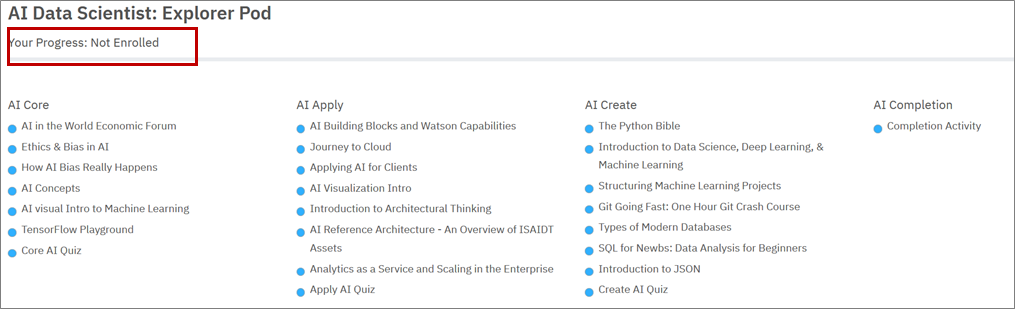 AI Data Scientist: Explorer Pod
Your Progress: Not Enrolled
AI Core
AI in the World Economic Forum
Ethics & Bias in AI
How AI Bias Really Happens
AI Concepts
AI visual Intro to Machine Learning
TensorFlow Playground
Core AI Quiz
AI Apply
AI Building Blocks and Watson Capabilities
Journey to Cloud
Applying AI for Clients
AI Visualization Intro
Introduction to Architectural Thinking
AI Reference Architecture - An Overview of ISAIDT
Assets
Analytics as a Service and Scaling in the Enterprise
Apply AI Quiz
AI Create
The Python Bible
Introduction to Data Science, Deep Learning, &
Machine Learning
Structuring Machine Learning Projects
Git Going Fast: One Hour Git Crash Course
Types of Modern Databases
SQL for Newbs: Data Analysis for Beginners
Introduction to JSON
Create AI Quiz
AI Completion
Completion Activity